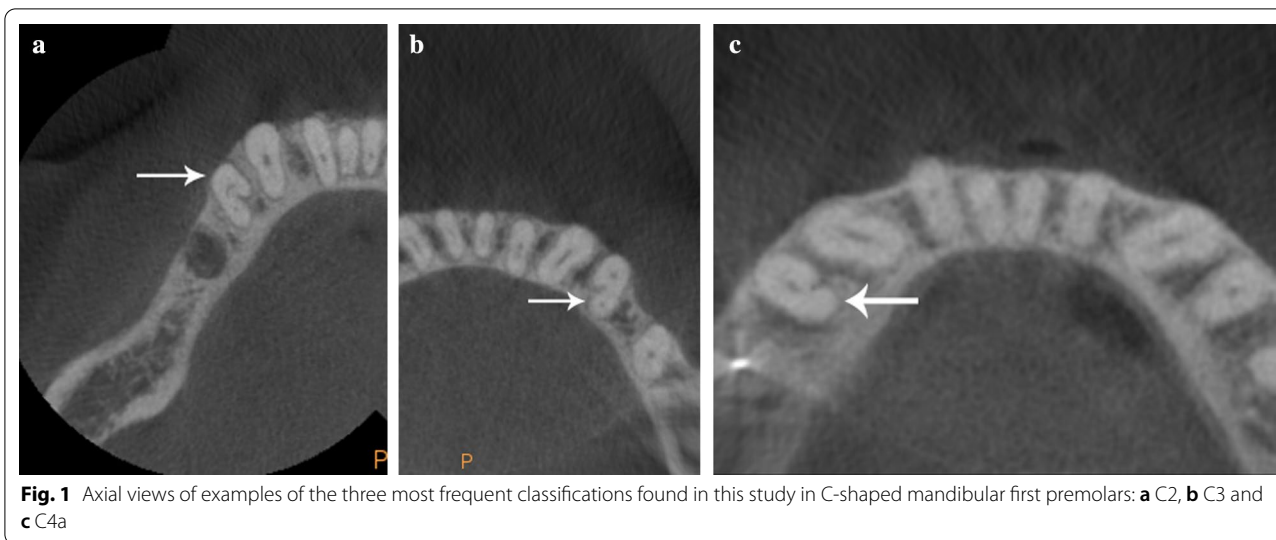 a
b
c
P
P
Fig. 1 Axial views of examples of the three most frequent classifications found in this study in C-shaped mandibular first premolars: a C2, b C3 and
c C4a